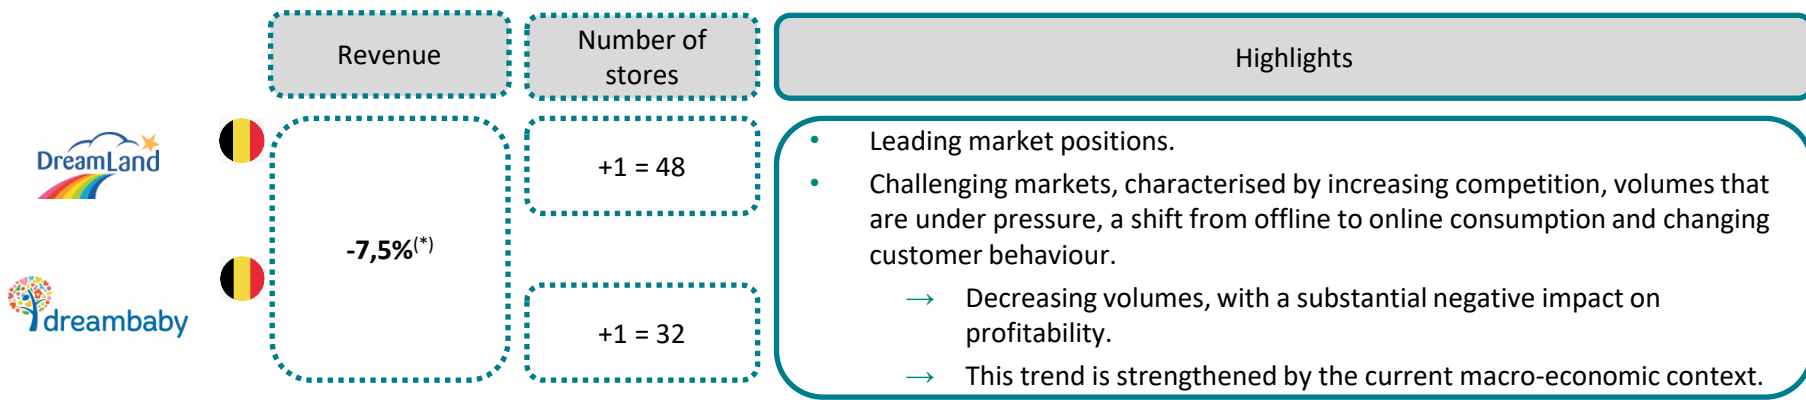 Revenue
Number of
stores
Highlights
DreamLand
dreambaby
-7,5%(*)
+1 = 48
+1 = 32
• Leading market positions.
• Challenging markets, characterised by increasing competition, volumes that
are under pressure, a shift from offline to online consumption and changing
customer behaviour.
→ Decreasing volumes, with a substantial negative impact on
profitability.
→ This trend is strengthened by the current macro-economic context.